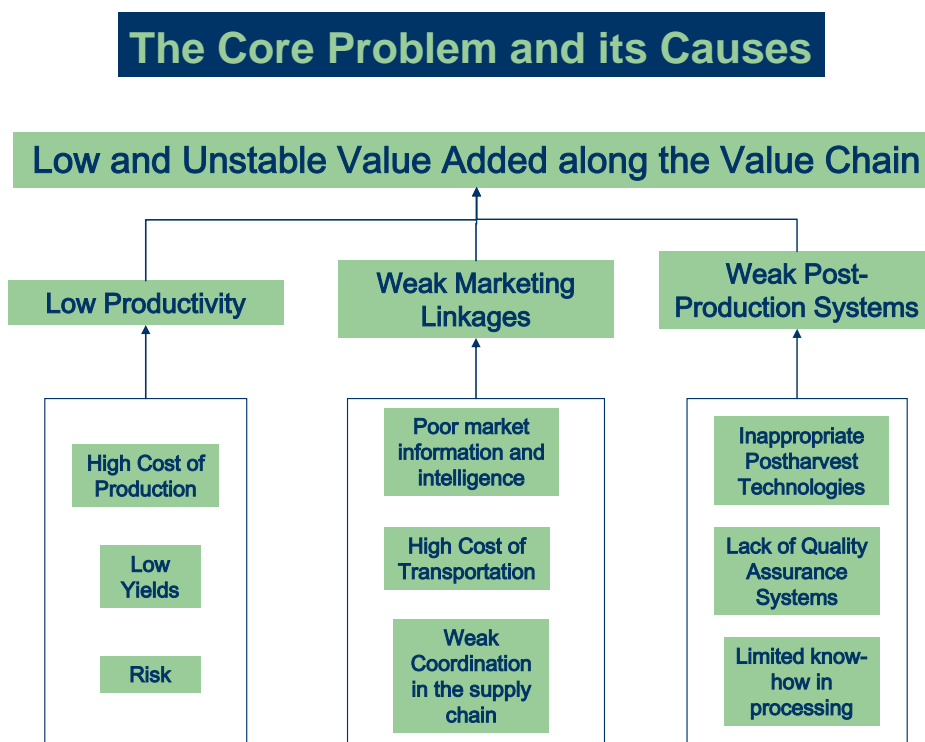 The Core Problem and its Causes
Low and Unstable Value Added along the Value Chain
Low Productivity
Weak Marketing
Linkages
Weak Post-
Production Systems
High Cost of
Production
Low
Yields
Risk
Poor market
information and
intelligence
High Cost of
Transportation
Weak
Coordination
in the supply
chain
Inappropriate
Postharvest
Technologies
Lack of Quality
Assurance
Systems
Limited know-
how in
processing